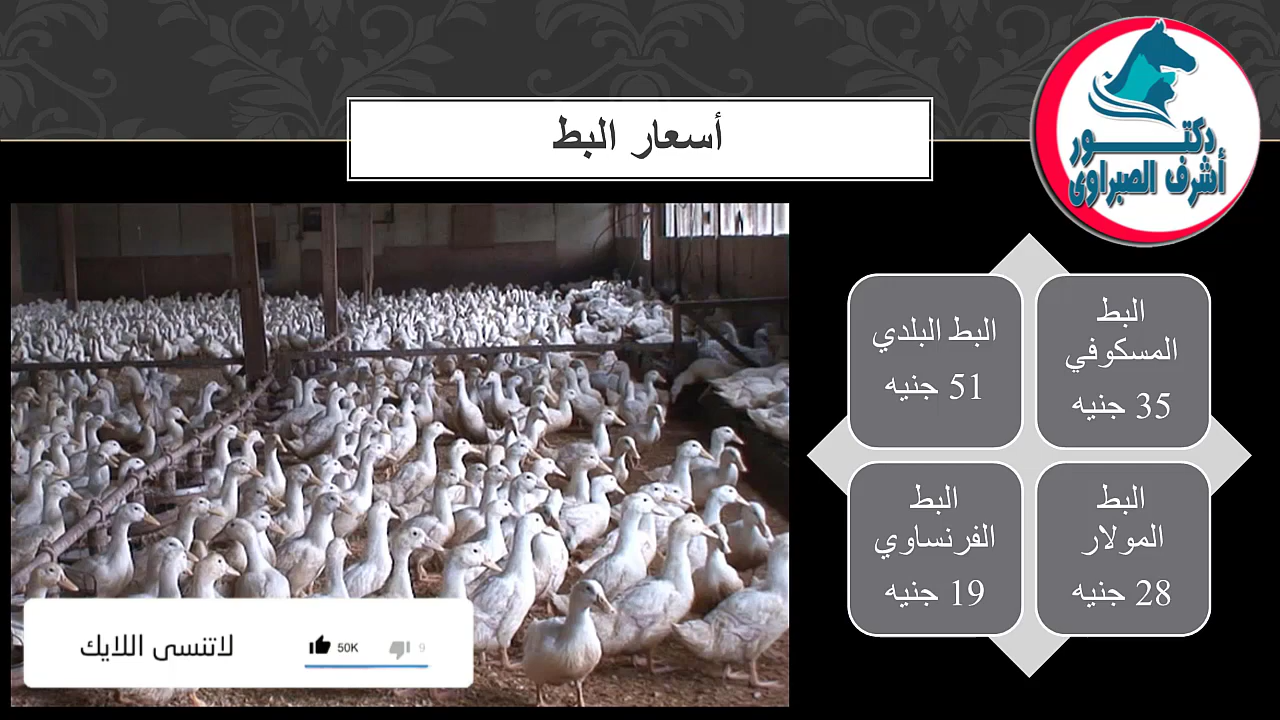 أسعار البط
دكتــــور
أشرف الصبراوى
البط
المسكوفي
35 جنيه
البط البلدي
51 جنيه
البط
المولار
28 جنيه
البط
الفرنساوي
19 جنيه
لاتنسى اللايك
50K
9